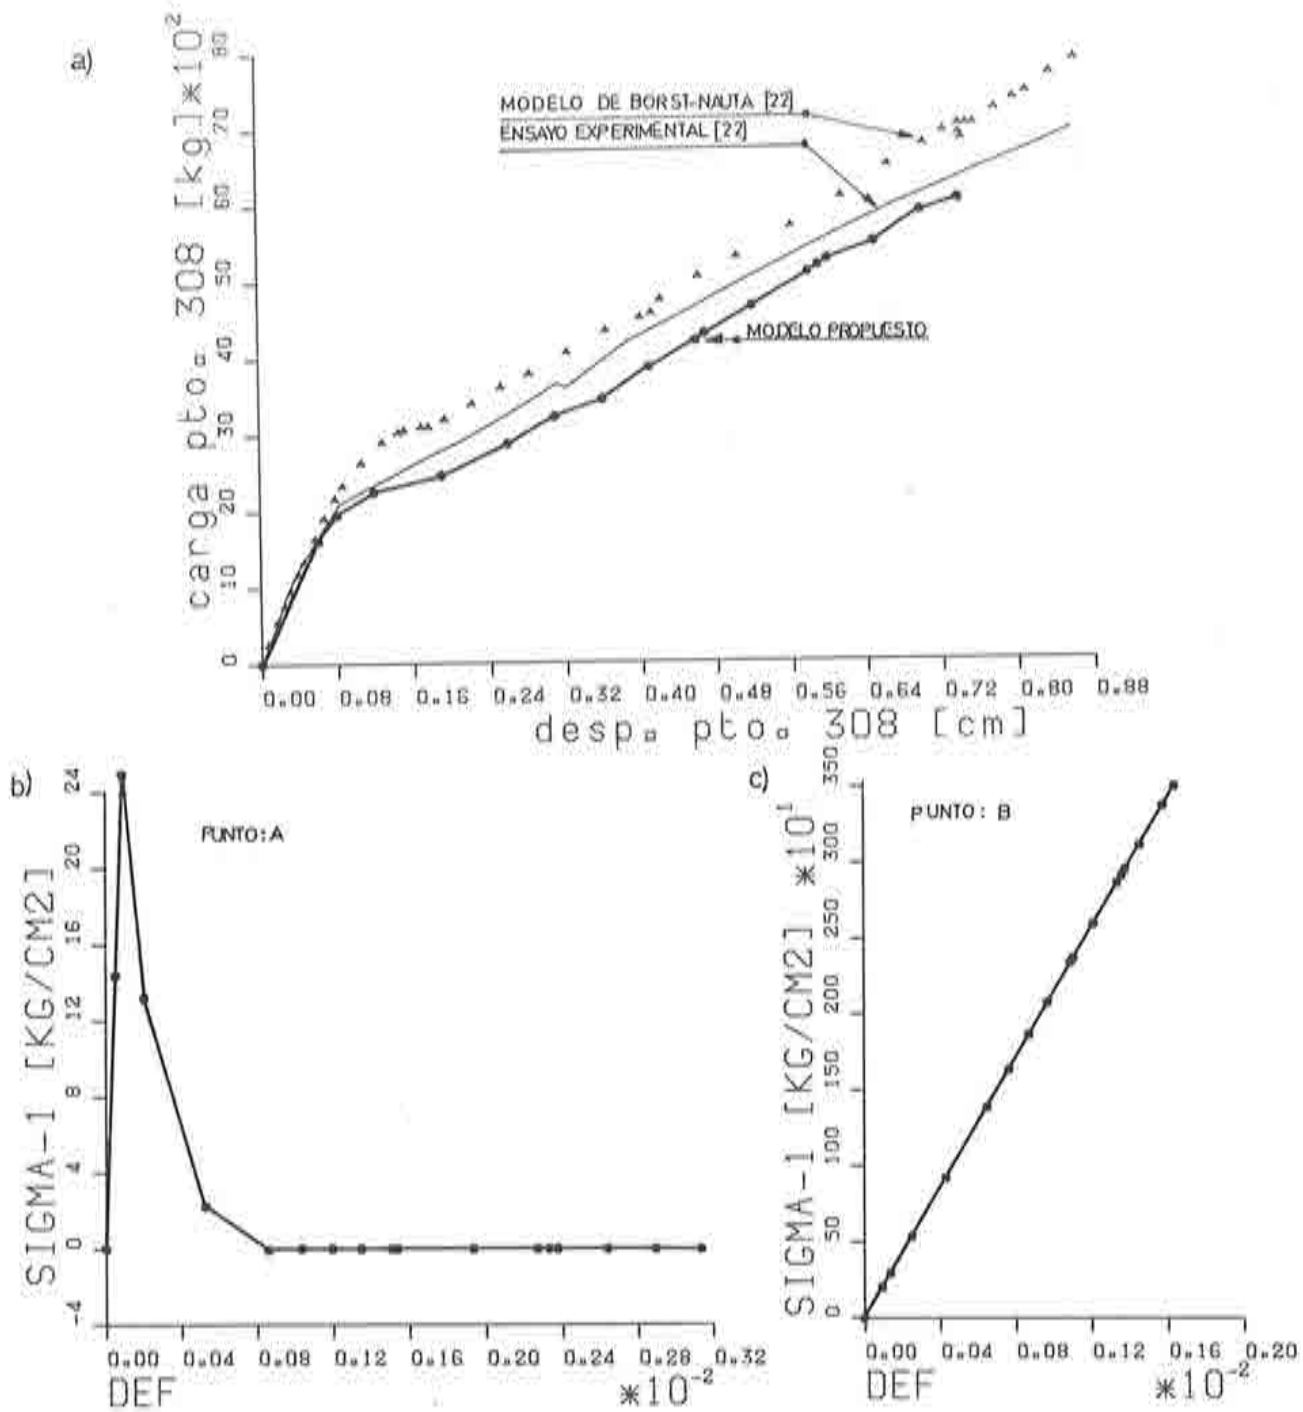 a)
carga pto. 308 [kg]*10^2
80
70
60
50
40
30
20
10
0
MODELO DE BORST-NAUTA [22]
ENSAYO EXPERIMENTAL [22]
MODELO PROPUESTO
0.00 0.08 0.16 0.24 0.32 0.40 0.48 0.56 0.64 0.72 0.80 0.88
desp. pto. 308 [cm]
b)
SIGMA-1 [KG/CM2]
24
20
16
12
8
4
0
-4
PUNTO: A
0.00 0.04 0.08 0.12 0.16 0.20 0.24 0.28 0.32
DEF *10^-2
c)
SIGMA-1 [KG/CM2] *10^1
350
300
250
200
150
100
50
0
PUNTO: B
0.00 0.04 0.08 0.12 0.16 0.20
DEF *10^-2